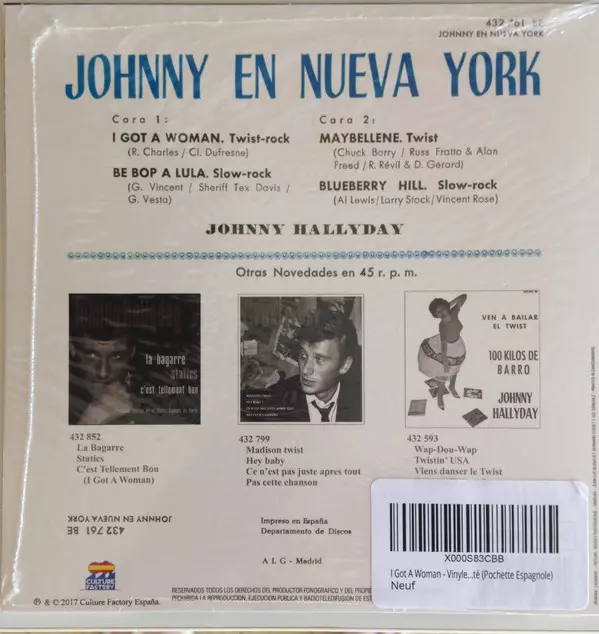 432 761 BE
JOHNNY EN NUEVA YORK
JOHNNY EN NUEVA YORK
Cara 1:
I GOT A WOMAN. Twist-rock
(R. Charles / Cl. Dufresne)
BE BOP A LULA. Slow-rock
(G. Vincent / Sheriff Tex Davis /
G. Vesta)
Cara 2:
MAYBELLENE. Twist
(Chuck Borry / Russ Fratto & Alan
Freed / R. Révil & D. Gerard)
BLUEBERRY HILL. Slow-rock
(Al Lewis/Larry Stock/Vincent Rose)
JOHNNY HALLYDAY
Otras Novedades en 45 r. p. m.
la bagarre
statics
c'est tellement bon
VEN A BAILAR
EL TWIST
100 KILOS DE
BARRO
JOHNNY
HALLYDAY
432 852
La Bagarre
Statics
C'est Tellement Bon
(I Got A Woman)
432 799
Madison twist
Hey baby
Ce n'est pas juste apres tout
Pas cette chanson
432 593
Wap-Dou-Wap
Twistin' USA
Viens danser le Twist
JOHNNY EN NUEVA YORK
432 761 BE
Impreso en España
Departamento de Discos
A L G - Madrid
CULTURE
FACTORY
℗ & © 2017 Culture Factory España.
RESERVADOS TODOS LOS DERECHOS DEL PRODUCTOR FONOGRAFICO Y DEL PROPIE
PROHIBIDA LA REPRODUCCION, EJECUCION PUBLICA Y RADIOTELEDIFUSION DE EST
X000S83CBB
I Got A Woman - Vinyle...té (Pochette Espagnole)
Neuf